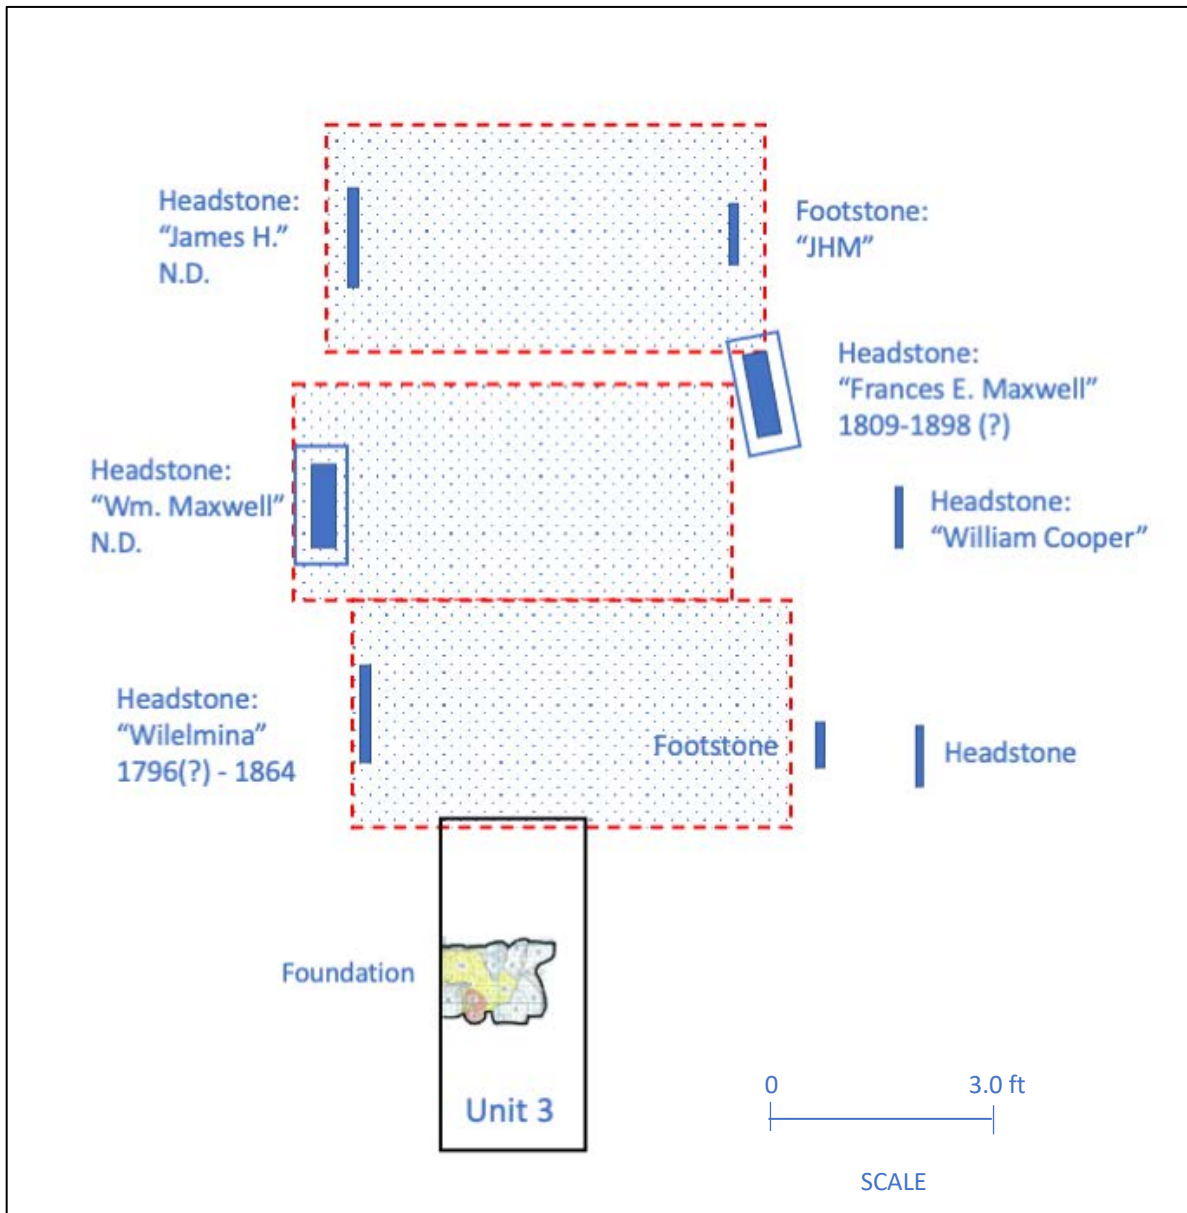 Headstone:
“James H.”
N.D.
Footstone:
“JHM”
Headstone:
“Frances E. Maxwell”
1809-1898 (?)
Headstone:
“Wm. Maxwell”
N.D.
Headstone:
“William Cooper”
Headstone:
“Wilelmina”
1796(?) - 1864
Footstone
Headstone
Foundation
Unit 3
0
3.0 ft
SCALE